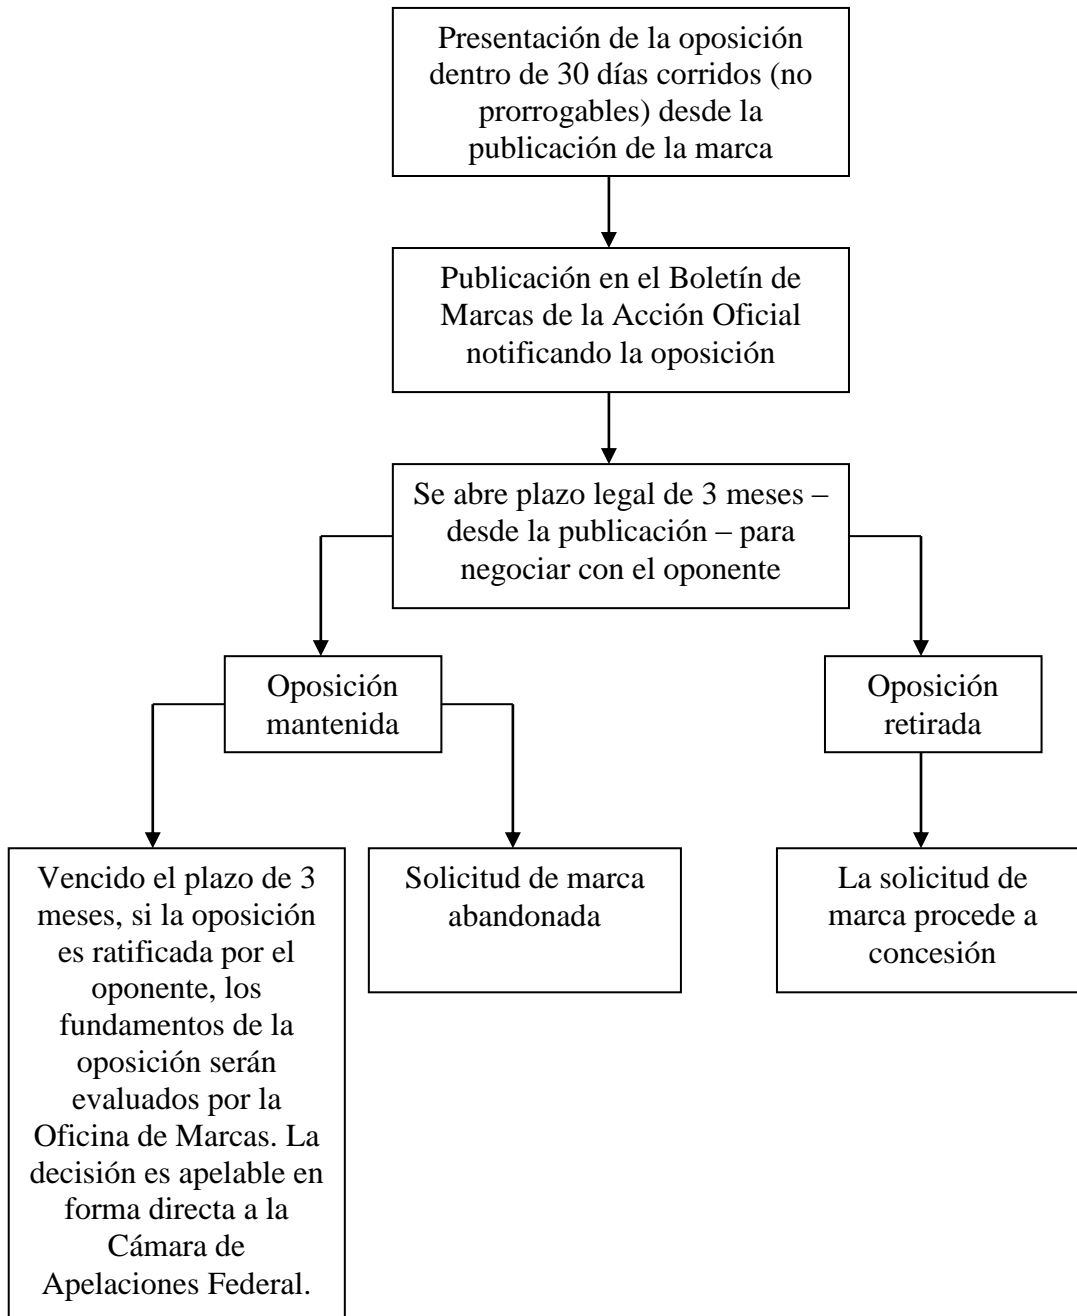 Presentación de la oposición
dentro de 30 días corridos (no
prorrogables) desde la
publicación de la marca
Publicación en el Boletín de
Marcas de la Acción Oficial
notificando la oposición
Se abre plazo legal de 3 meses –
desde la publicación – para
negociar con el oponente
Oposición
mantenida
Oposición
retirada
Vencido el plazo de 3
meses, si la oposición
es ratificada por el
oponente, los
fundamentos de la
oposición serán
evaluados por la
Oficina de Marcas. La
decisión es apelable en
forma directa a la
Cámara de
Apelaciones Federal.
Solicitud de marca
abandonada
La solicitud de
marca procede a
concesión